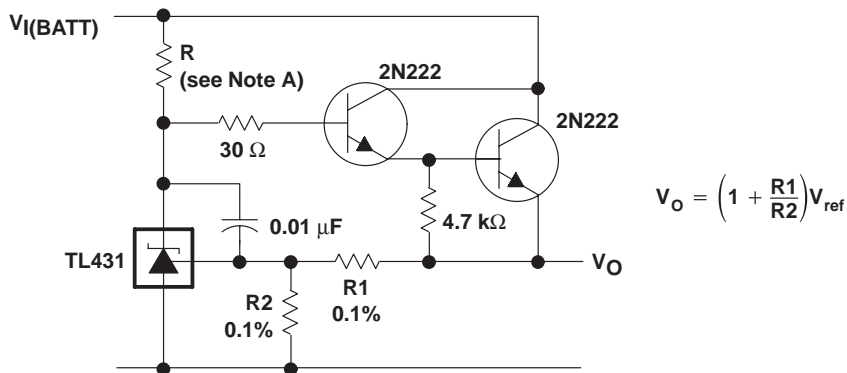 V_I(BATT)
R
(see Note A)
2N222
2N222
30 Ω
0.01 μF
4.7 kΩ
V_O = (1 + R1/R2)V_ref
TL431
V_O
R2
0.1%
R1
0.1%